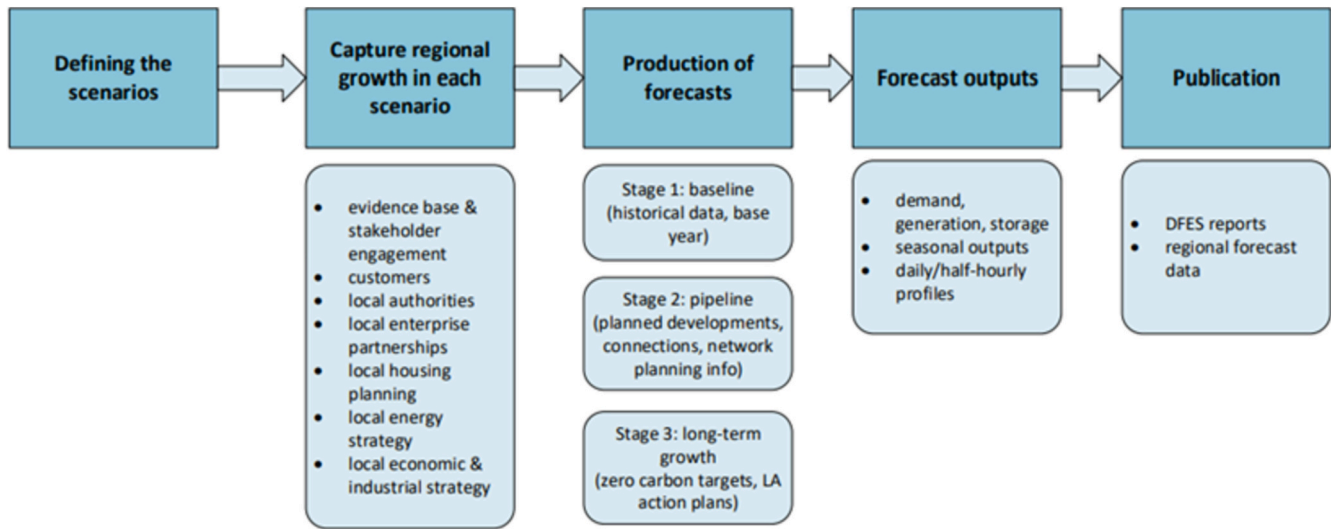 Defining the
scenarios
Capture regional
growth in each
scenario
Production of
forecasts
Forecast outputs
Publication
• evidence base &
stakeholder
engagement
• customers
• local authorities
• local enterprise
partnerships
• local housing
planning
• local energy
strategy
• local economic &
industrial strategy
Stage 1: baseline
(historical data, base
year)
Stage 2: pipeline
(planned developments,
connections, network
planning info)
Stage 3: long-term
growth
(zero carbon targets, LA
action plans)
• demand,
generation, storage
• seasonal outputs
• daily/half-hourly
profiles
• DFES reports
• regional forecast
data